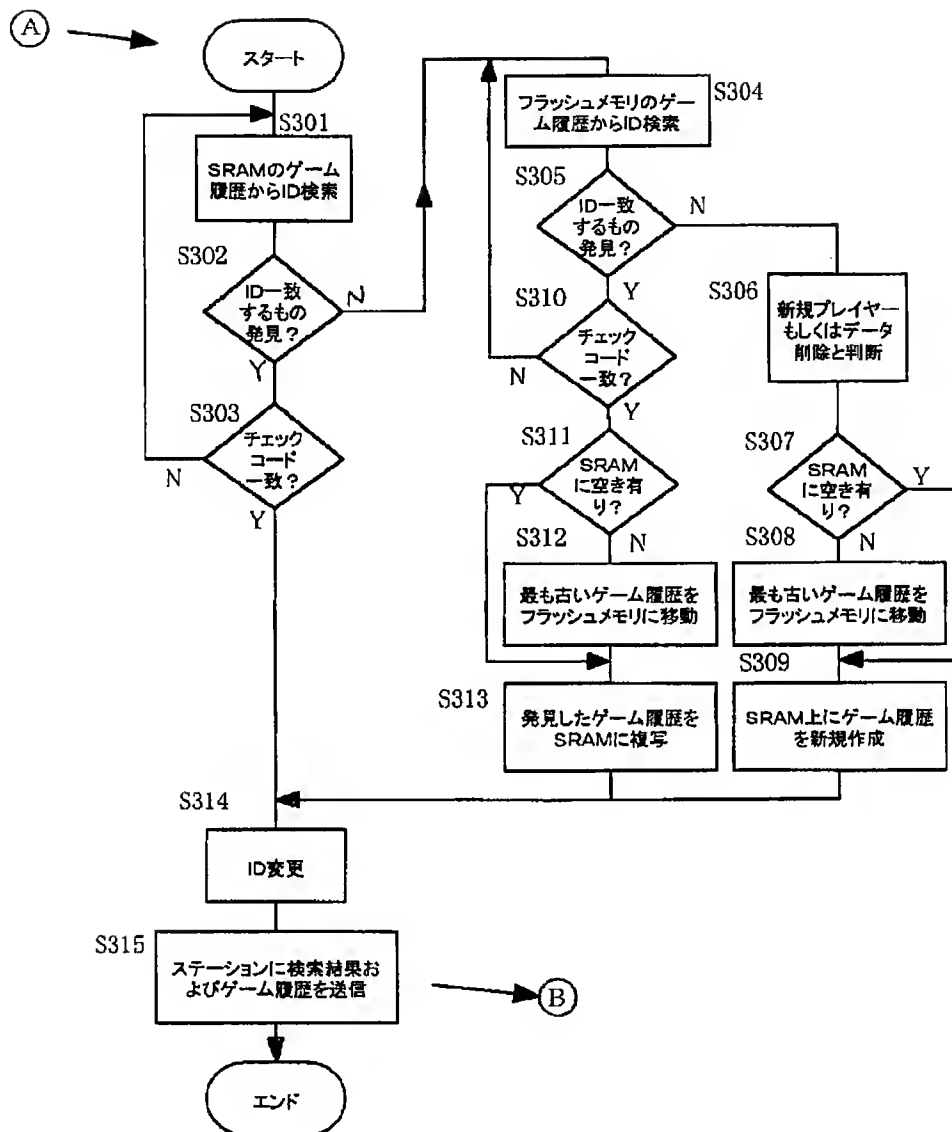 A
スタート
S301
SRAMのゲーム
履歴からID検索
S302
ID一致
するもの
発見？
N
Y
S303
チェック
コード
一致？
N
Y
S304
フラッシュメモリのゲー
ム履歴からID検索
S305
ID一致
するもの
発見？
N
Y
S310
チェック
コード
一致？
N
Y
S306
新規プレイヤー
もしくはデータ
削除と判断
S311
SRAM
に空き有
り？
Y
N
S307
SRAM
に空き有
り？
Y
N
S312
最も古いゲーム履歴を
フラッシュメモリに移動
S308
最も古いゲーム履歴を
フラッシュメモリに移動
S313
発見したゲーム履歴を
SRAMに複写
S309
SRAM上にゲーム履歴
を新規作成
S314
ID変更
S315
ステーションに検索結果お
よびゲーム履歴を送信
B
エンド